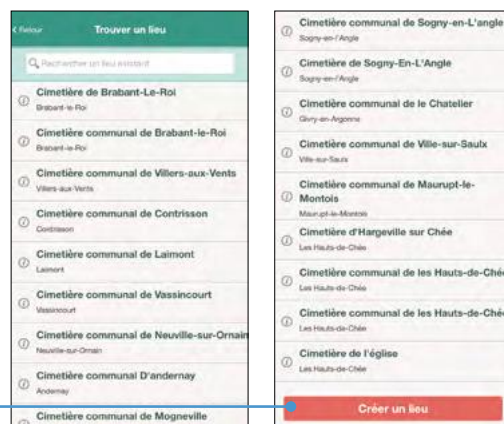 < Retour
Trouver un lieu
Rechercher un lieu existant
Cimetière de Brabant-Le-Roi
Brabant-le-Roi
Cimetière communal de Brabant-le-Roi
Brabant-le-Roi
Cimetière communal de Villers-aux-Vents
Villers-aux-Vents
Cimetière communal de Contrisson
Contrisson
Cimetière communal de Laimont
Laimont
Cimetière communal de Vassincourt
Vassincourt
Cimetière communal de Neuville-sur-Ornain
Neuville-sur-Ornain
Cimetière communal D'andernay
Andernay
Cimetière communal de Mogneville
Cimetière communal de Sogny-en-L'angle
Sogny-en-l'Angle
Cimetière de Sogny-En-L'Angle
Sogny-en-l'Angle
Cimetière communal de le Chatelier
Givry-en-Argonne
Cimetière communal de Ville-sur-Saulx
Ville-sur-Saulx
Cimetière communal de Maurupt-le-
Montois
Maurupt-le-Montois
Cimetière d'Hargeville sur Chée
Les Hauts-de-Chée
Cimetière communal de les Hauts-de-Chée
Les Hauts-de-Chée
Cimetière communal de les Hauts-de-Chée
Les Hauts-de-Chée
Cimetière de l'église
Les Hauts-de-Chée
Créer un lieu